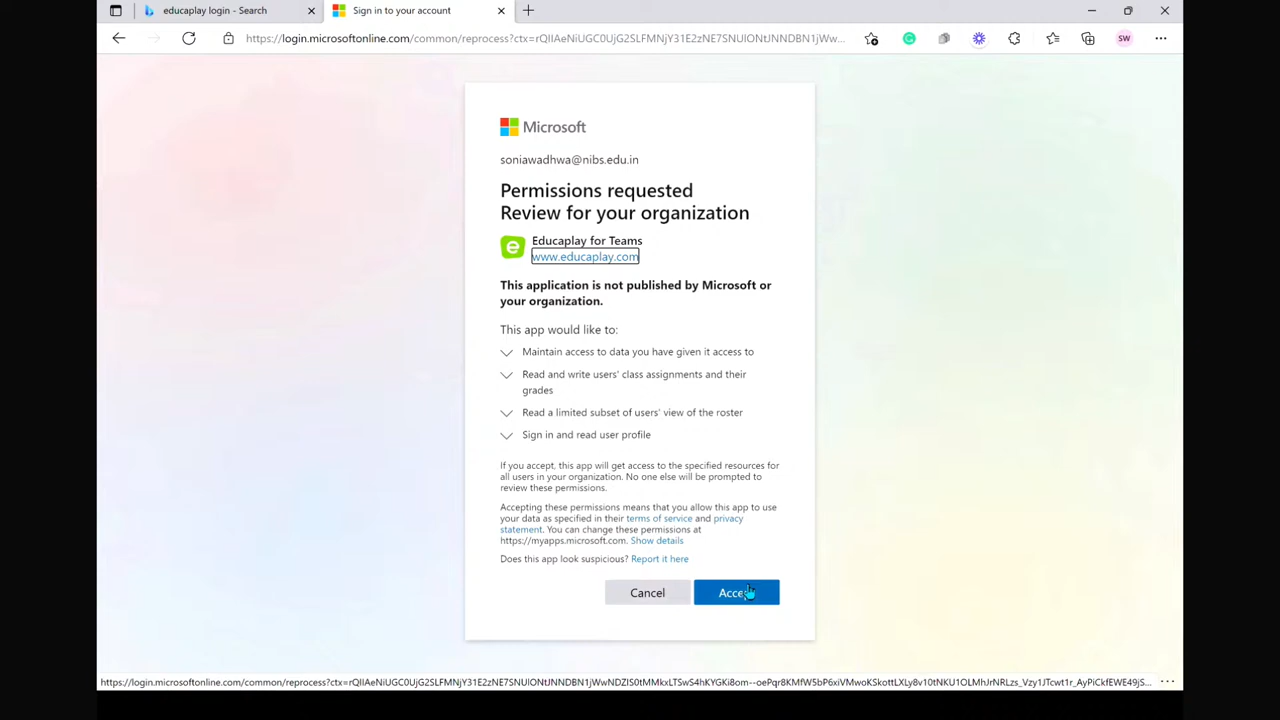 educaplay login - Search
Sign in to your account
https://login.microsoftonline.com/common/reprocess?ctx=rQIIAeNiUGC0UjG2SLFMNjY31E2zNE7SNUlONtJNNDBN1jWw...
SW
Microsoft
soniawadhwa@nibs.edu.in
Permissions requested
Review for your organization
e
Educaplay for Teams
www.educaplay.com
This application is not published by Microsoft or
your organization.
This app would like to:
Maintain access to data you have given it access to
Read and write users' class assignments and their
grades
Read a limited subset of users' view of the roster
Sign in and read user profile
If you accept, this app will get access to the specified resources for
all users in your organization. No one else will be prompted to
review these permissions.
Accepting these permissions means that you allow this app to use
your data as specified in their terms of service and privacy
statement. You can change these permissions at
https://myapps.microsoft.com. Show details
Does this app look suspicious? Report it here
Cancel
Accept